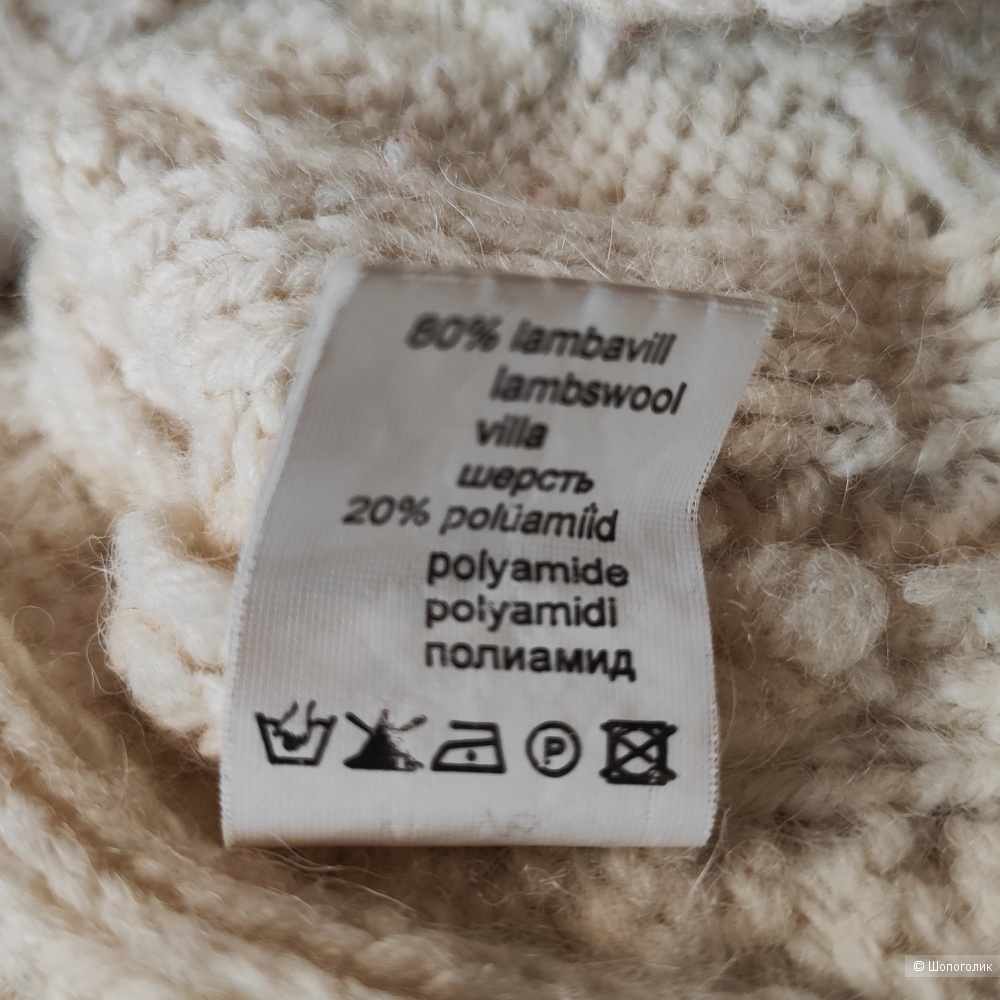 80% lambavill
lambswool
villa
шерсть
20% polüamiid
polyamide
polyamidi
полиамид
P
© Шопоголик